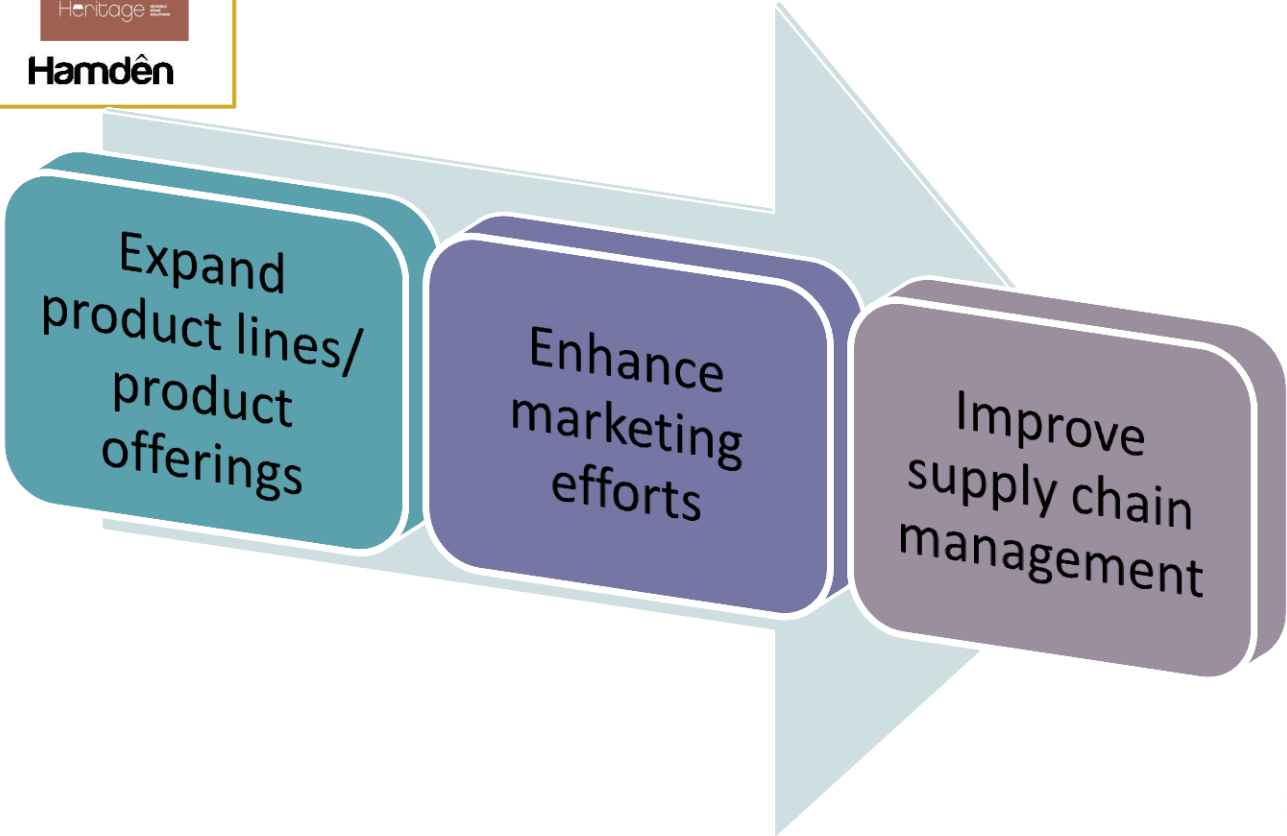 Heritage
Hamdên
Expand
product lines/
product
offerings
Enhance
marketing
efforts
Improve
supply chain
management